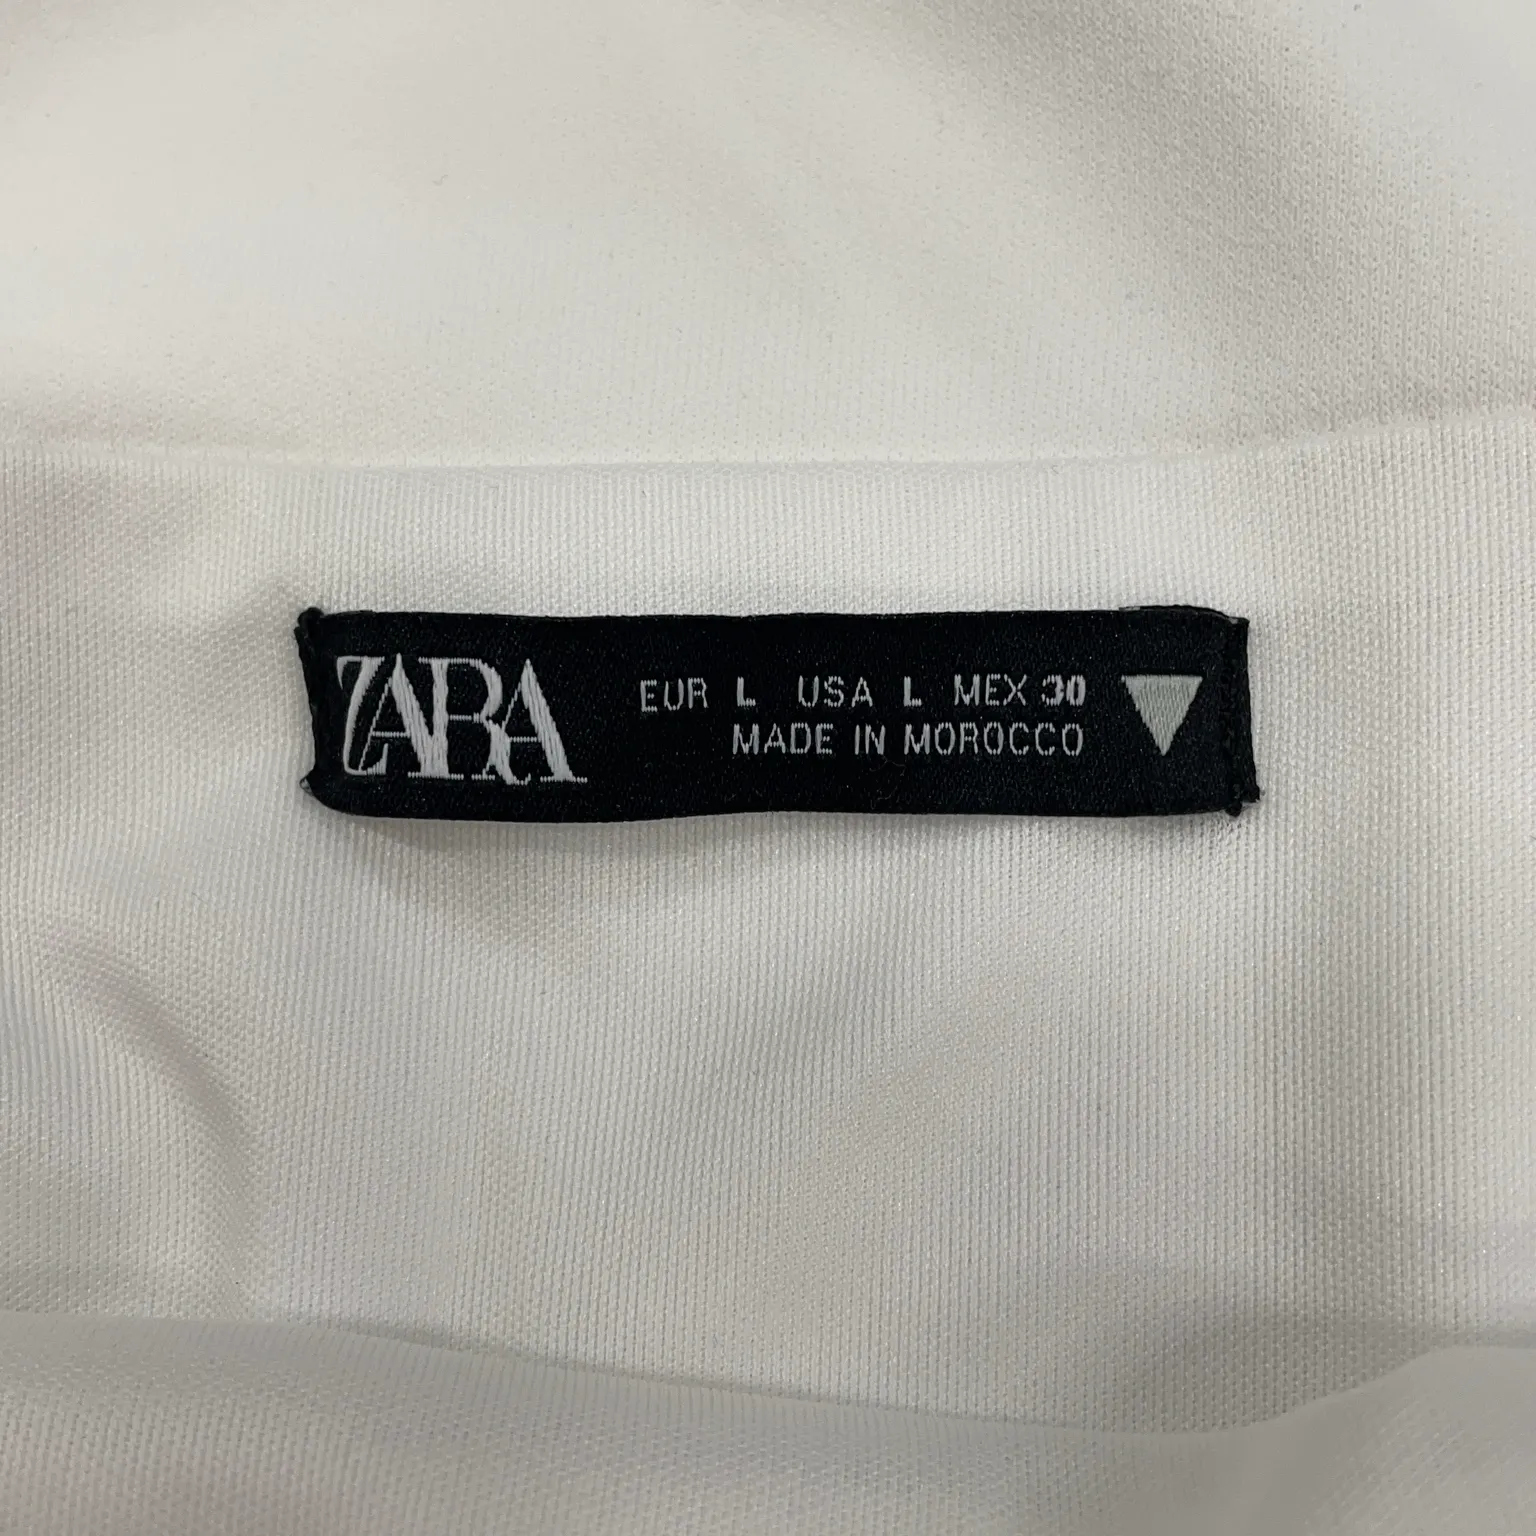 ZARA
EUR L USA L MEX 30
MADE IN MOROCCO